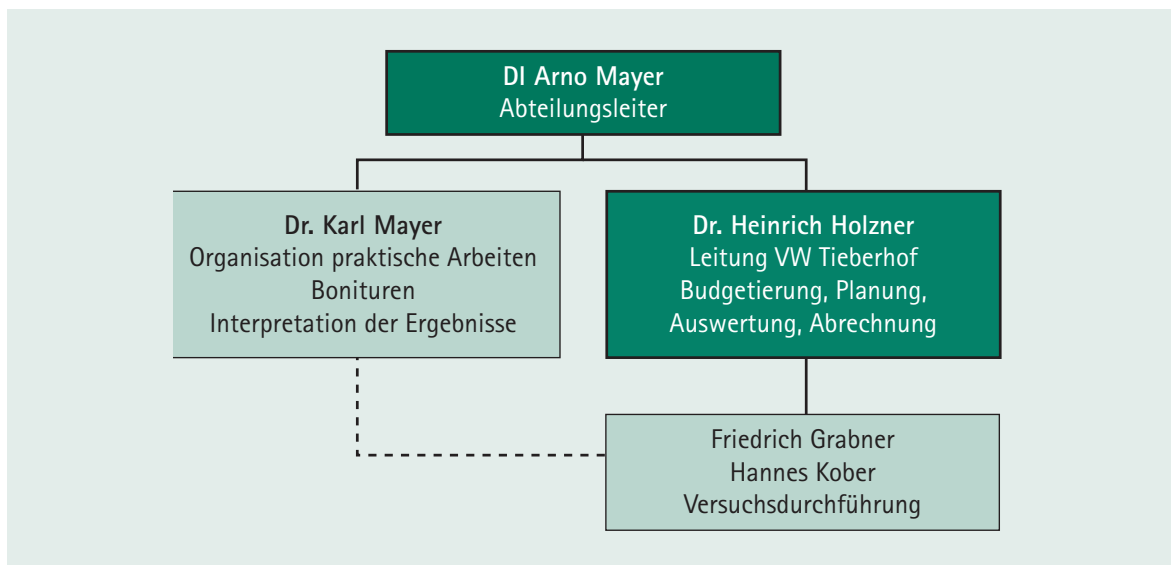 DI Arno Mayer
Abteilungsleiter
Dr. Karl Mayer
Organisation praktische Arbeiten
Bonituren
Interpretation der Ergebnisse
Dr. Heinrich Holzner
Leitung VW Tieberhof
Budgetierung, Planung,
Auswertung, Abrechnung
Friedrich Grabner
Hannes Kober
Versuchsdurchführung